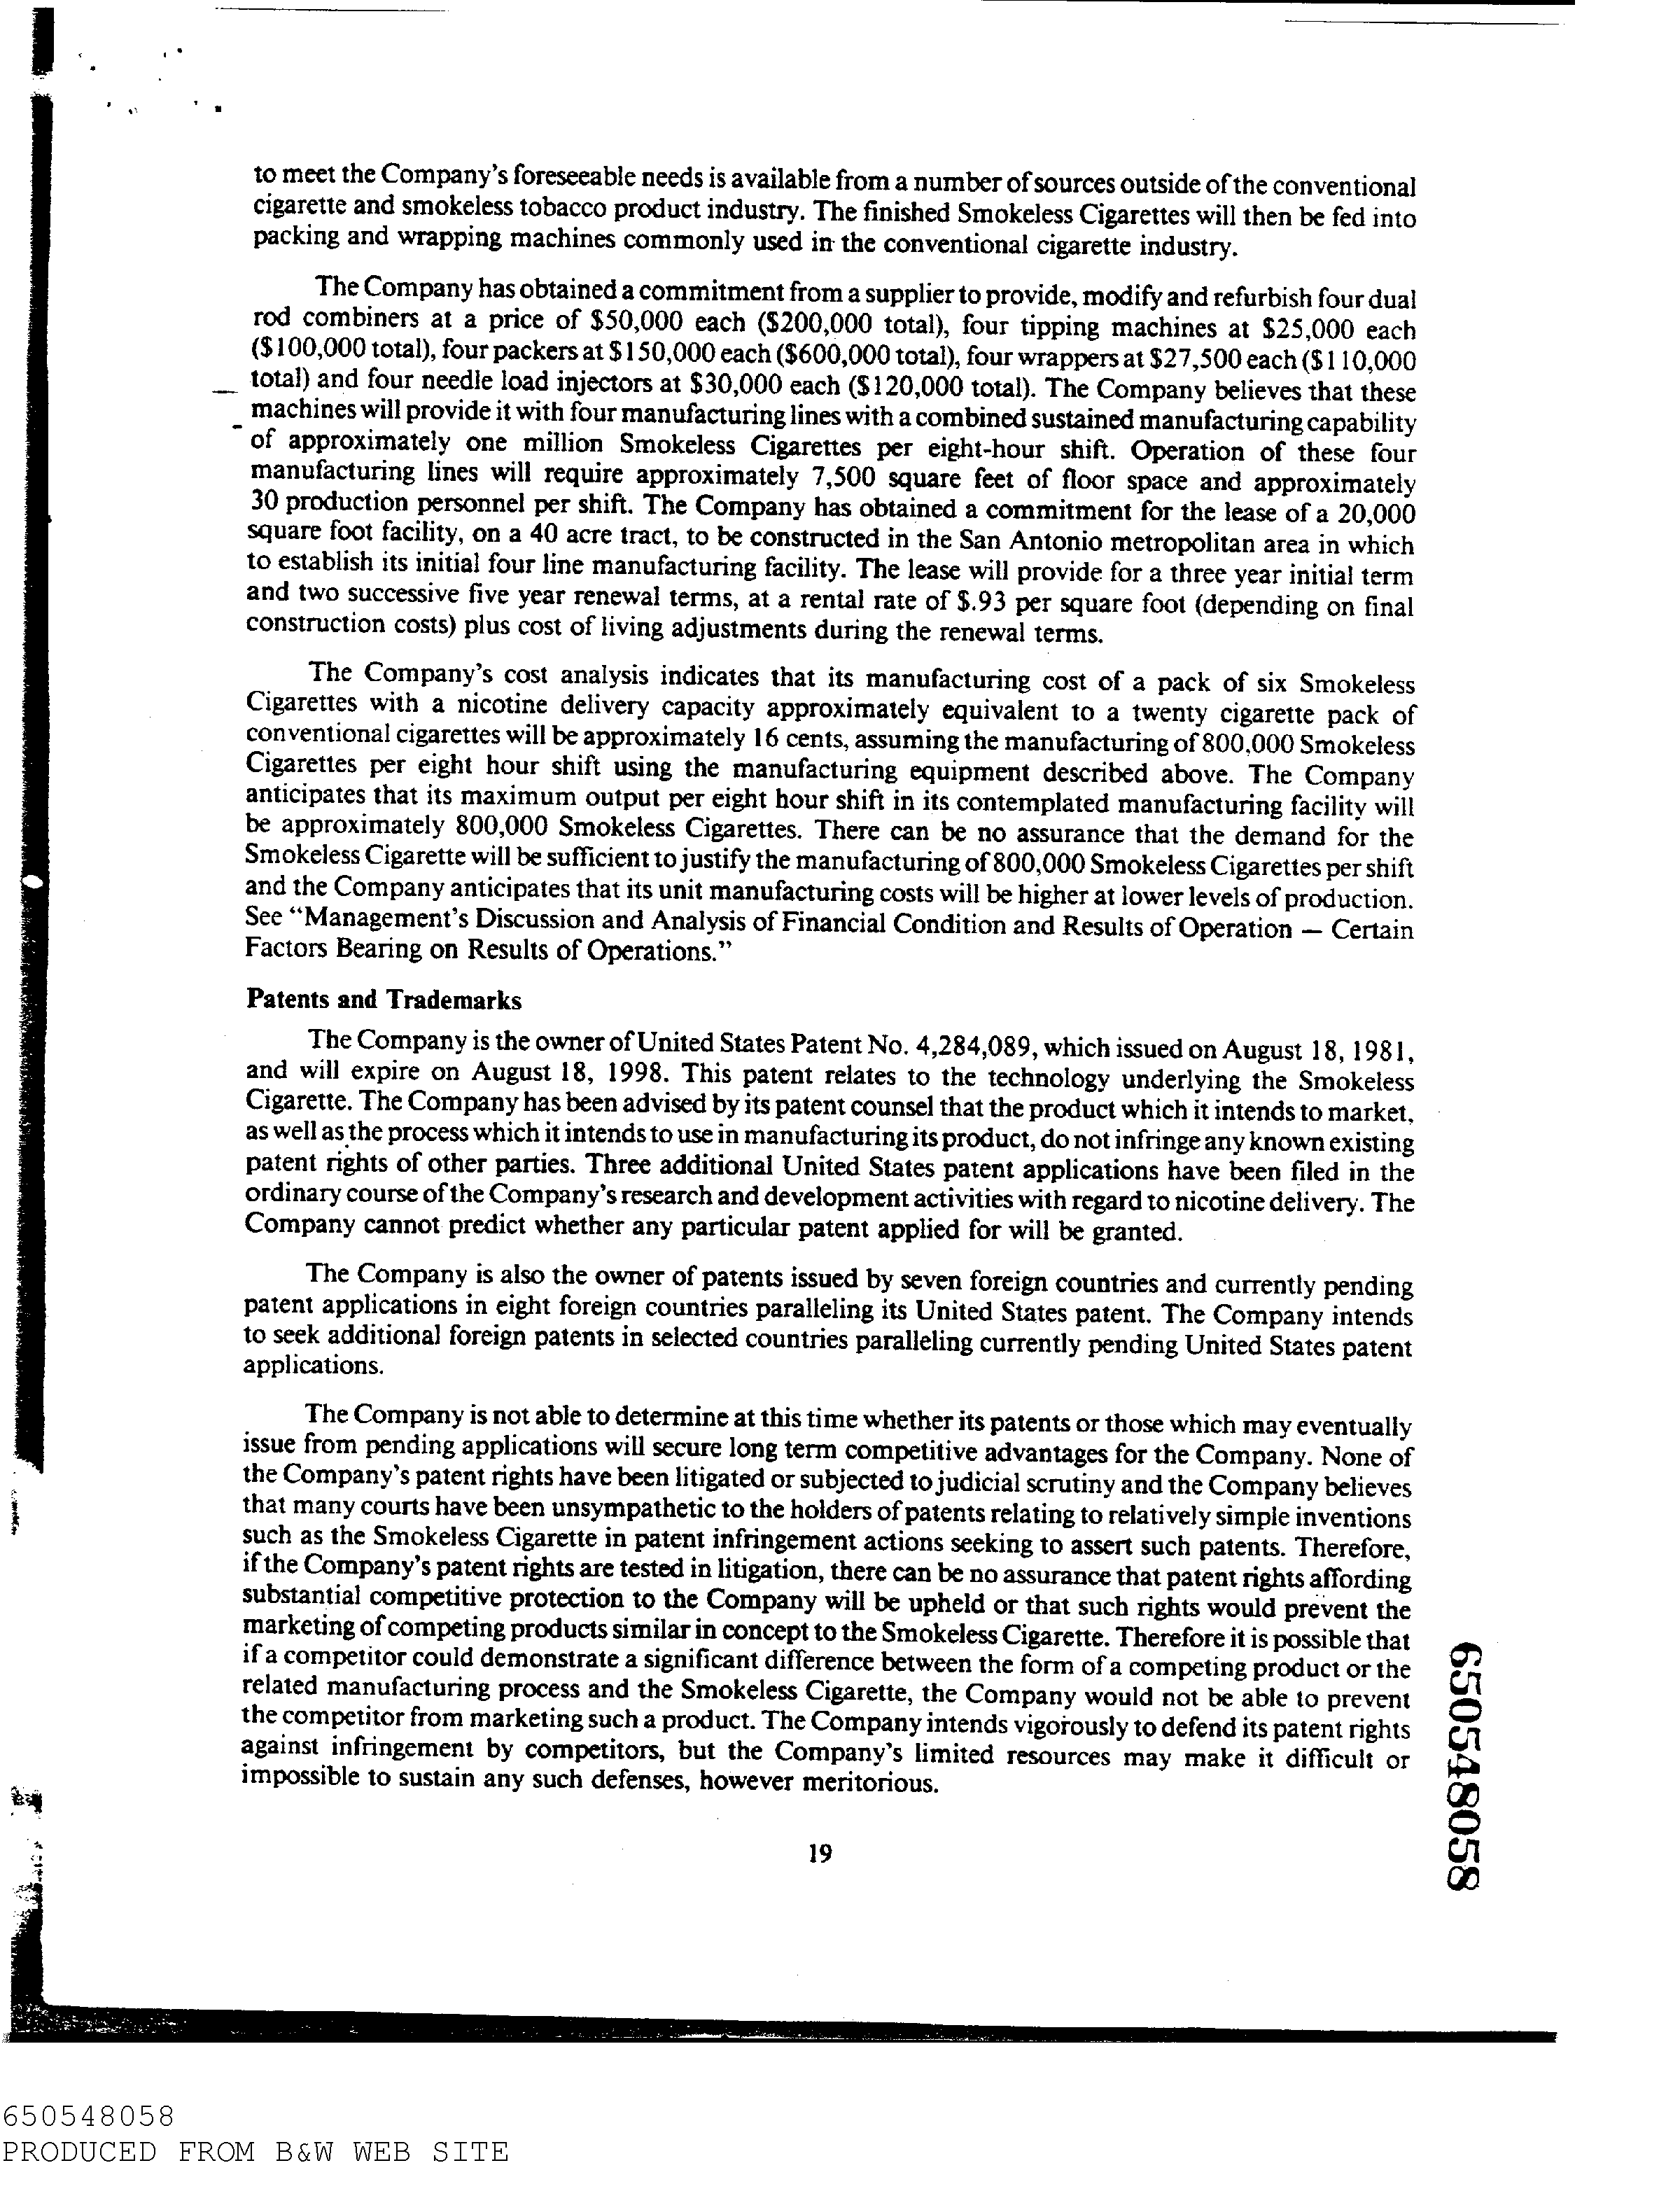 to meet the Company's foreseeable needs is available from a number of sources outside of the conventional
cigarette and smokeless tobacco product industry. The finished Smokeless Cigarettes will then be fed into
packing and wrapping machines commonly used in the conventional cigarette industry.
The Company has obtained a commitment from a supplier to provide, modify and refurbish four dual
rod combiners at a price of $50,000 each ($200,000 total), four tipping machines at $25,000 each
($100,000 total), four packers at $150,000 each ($600,000 total), four wrappers at $27,500 each ($110,000
total) and four needle load injectors at $30,000 each ($120,000 total). The Company believes that these
machines will provide it with four manufacturing lines with a combined sustained manufacturing capability
of approximately one million Smokeless Cigarettes per eight-hour shift. Operation of these four
manufacturing lines will require approximately 7,500 square feet of floor space and approximately
30 production personnel per shift. The Company has obtained a commitment for the lease of a 20,000
square foot facility, on a 40 acre tract, to be constructed in the San Antonio metropolitan area in which
to establish its initial four line manufacturing facility. The lease will provide for a three year initial term
and two successive five year renewal terms, at a rental rate of $.93 per square foot (depending on final
construction costs) plus cost of living adjustments during the renewal terms.
The Company's cost analysis indicates that its manufacturing cost of a pack of six Smokeless
Cigarettes with a nicotine delivery capacity approximately equivalent to a twenty cigarette pack of
conventional cigarettes will be approximately 16 cents, assuming the manufacturing of 800,000 Smokeless
Cigarettes per eight hour shift using the manufacturing equipment described above. The Company
anticipates that its maximum output per eight hour shift in its contemplated manufacturing facility will
be approximately 800,000 Smokeless Cigarettes. There can be no assurance that the demand for the
Smokeless Cigarette will be sufficient to justify the manufacturing of 800,000 Smokeless Cigarettes per shift
and the Company anticipates that its unit manufacturing costs will be higher at lower levels of production.
See "Management's Discussion and Analysis of Financial Condition and Results of Operation — Certain
Factors Bearing on Results of Operations."
Patents and Trademarks
The Company is the owner of United States Patent No. 4,284,089, which issued on August 18, 1981,
and will expire on August 18, 1998. This patent relates to the technology underlying the Smokeless
Cigarette. The Company has been advised by its patent counsel that the product which it intends to market,
as well as the process which it intends to use in manufacturing its product, do not infringe any known existing
patent rights of other parties. Three additional United States patent applications have been filed in the
ordinary course of the Company's research and development activities with regard to nicotine delivery. The
Company cannot predict whether any particular patent applied for will be granted.
The Company is also the owner of patents issued by seven foreign countries and currently pending
patent applications in eight foreign countries paralleling its United States patent. The Company intends
to seek additional foreign patents in selected countries paralleling currently pending United States patent
applications.
The Company is not able to determine at this time whether its patents or those which may eventually
issue from pending applications will secure long term competitive advantages for the Company. None of
the Company's patent rights have been litigated or subjected to judicial scrutiny and the Company believes
that many courts have been unsympathetic to the holders of patents relating to relatively simple inventions
such as the Smokeless Cigarette in patent infringement actions seeking to assert such patents. Therefore,
if the Company's patent rights are tested in litigation, there can be no assurance that patent rights affording
substantial competitive protection to the Company will be upheld or that such rights would prevent the
marketing of competing products similar in concept to the Smokeless Cigarette. Therefore it is possible that
if a competitor could demonstrate a significant difference between the form of a competing product or the
related manufacturing process and the Smokeless Cigarette, the Company would not be able to prevent
the competitor from marketing such a product. The Company intends vigorously to defend its patent rights
against infringement by competitors, but the Company's limited resources may make it difficult or
impossible to sustain any such defenses, however meritorious.
19
650548058
650548058
PRODUCED FROM B&W WEB SITE